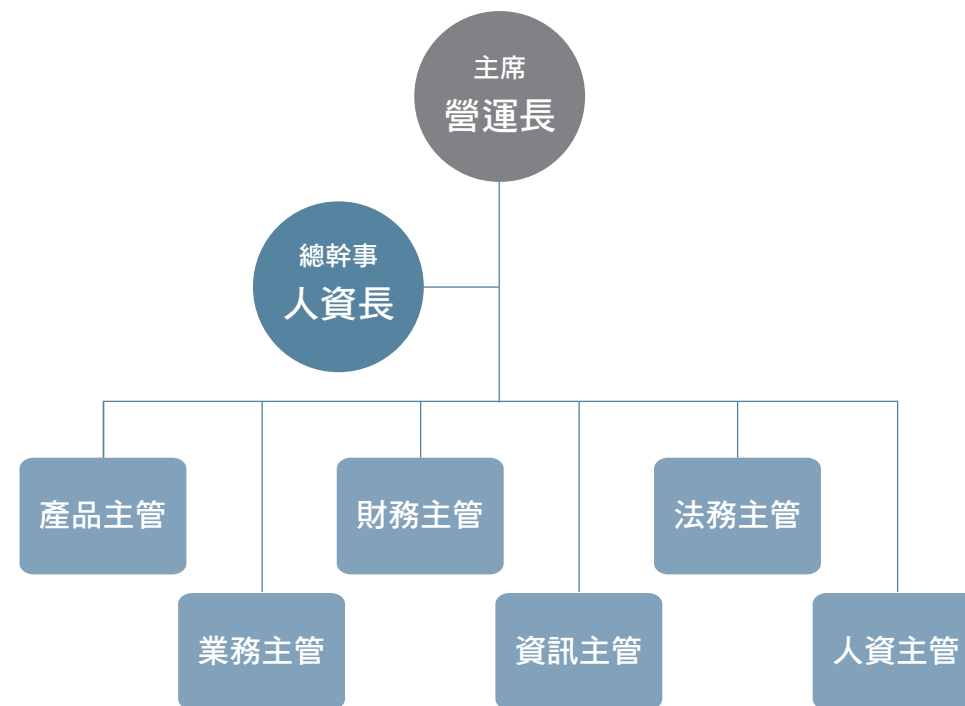 主席
營運長
總幹事
人資長
產品主管
財務主管
法務主管
業務主管
資訊主管
人資主管